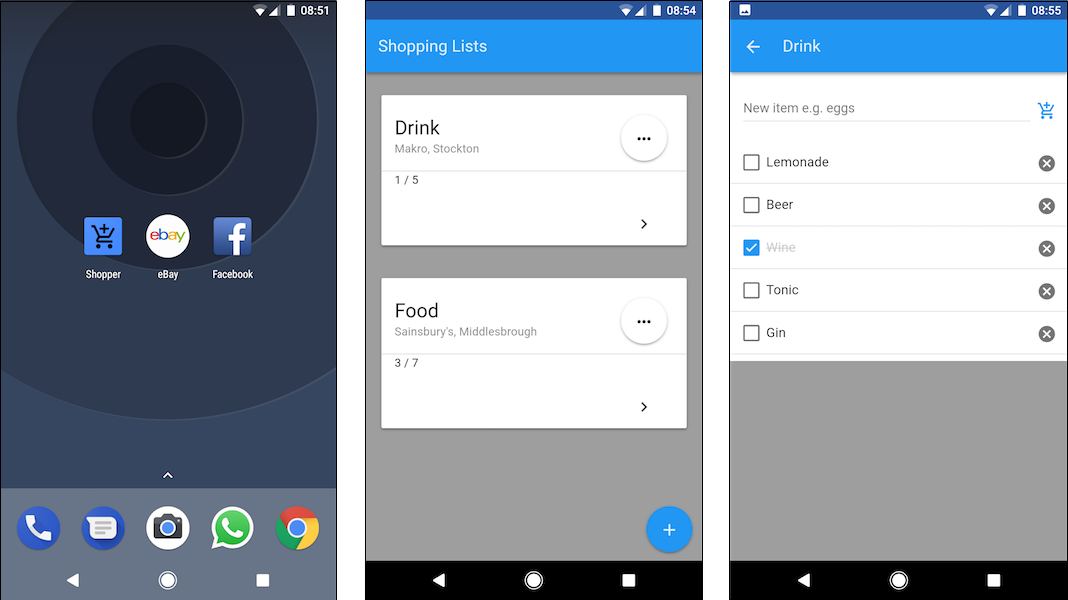 08:51
ebay
Shopper
eBay
Facebook
08:54
Shopping Lists
Drink
Makro, Stockton
1 / 5
Food
Sainsbury's, Middlesbrough
3 / 7
08:55
Drink
New item e.g. eggs
Lemonade
Beer
Wine
Tonic
Gin